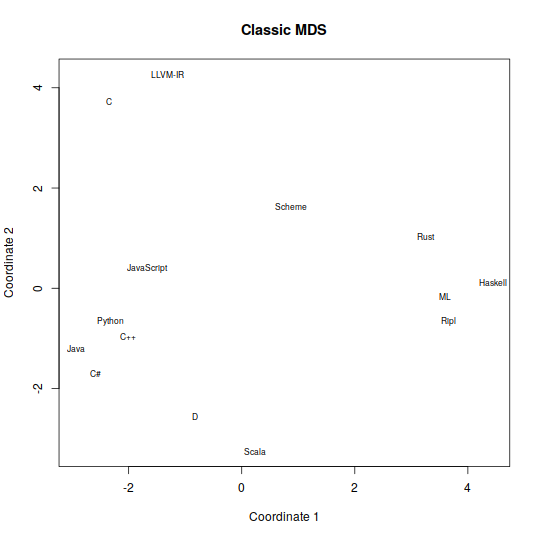 Classic MDS
LLVM-IR
C
Scheme
Rust
JavaScript
Haskell
ML
Python
Ripl
C++
Java
C#
D
Scala
4
2
0
-2
Coordinate 2
-2
0
2
4
Coordinate 1